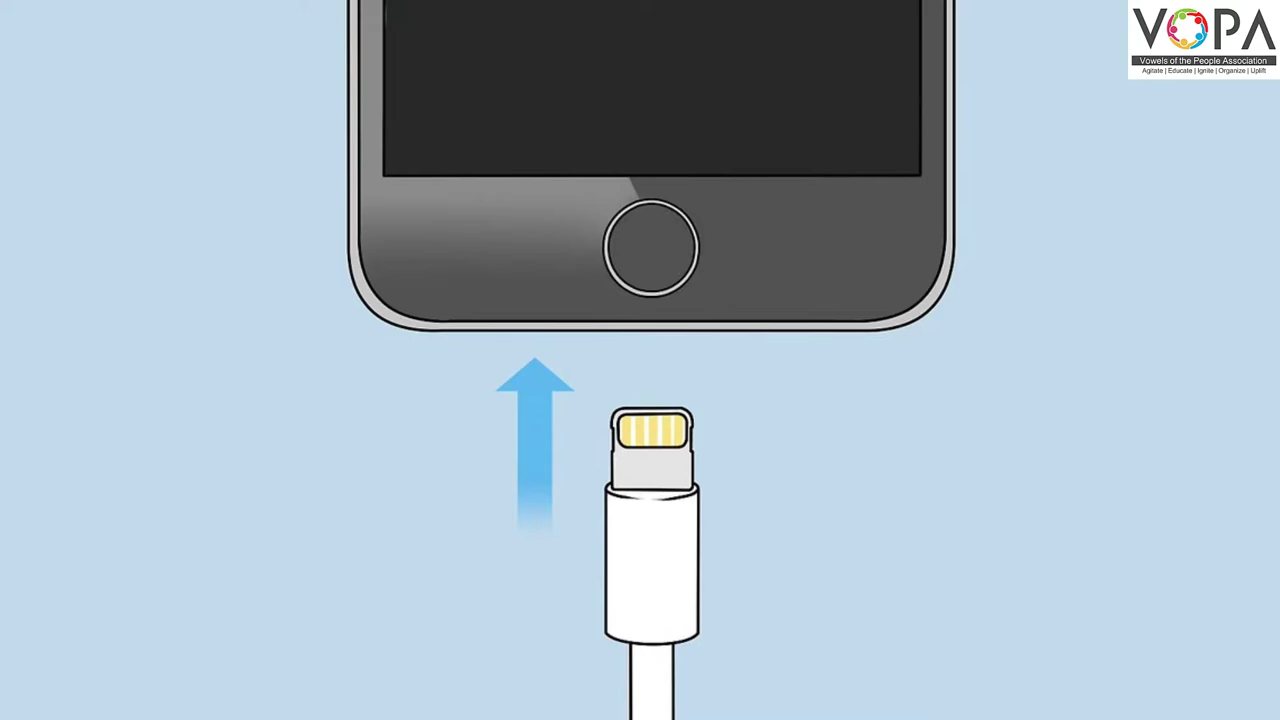 VOPA
Vowels of the People Association
Agitate | Educate | Ignite | Organize | Uplift